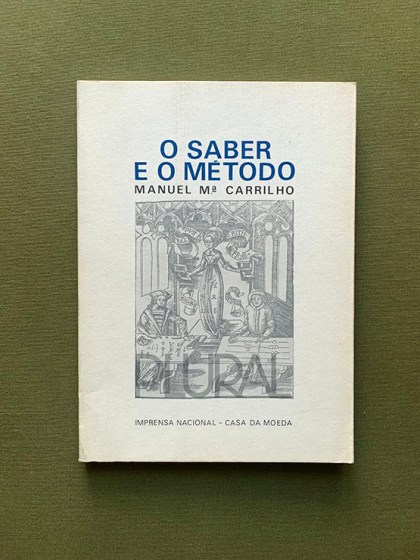 O SABER
E O MÉTODO
MANUEL Mª CARRILHO
PLURAL
IMPRENSA NACIONAL – CASA DA MOEDA